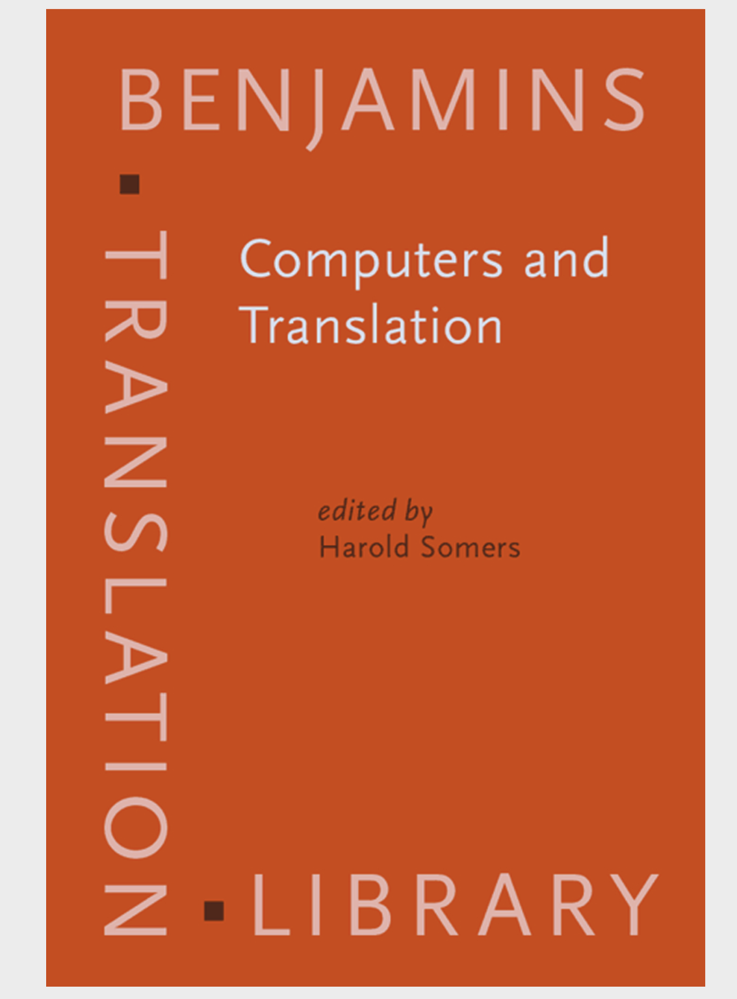 BENJAMINS
TRANSLATION
Computers and
Translation
edited by
Harold Somers
LIBRARY